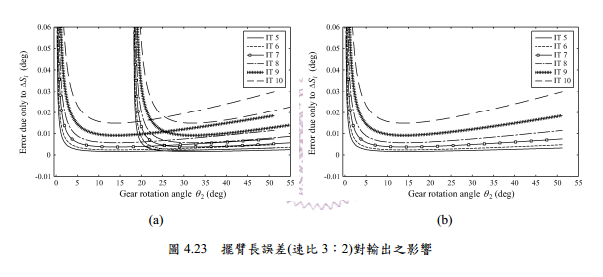 0.06
0.05
0.04
0.03
0.02
0.01
0
-0.01
Error due only to ΔS₁ (deg)
IT 5
IT 6
IT 7
IT 8
IT 9
IT 10
0 5 10 15 20 25 30 35 40 45 50 55
Gear rotation angle θ₂ (deg)
(a)
0.06
0.05
0.04
0.03
0.02
0.01
0
-0.01
Error due only to ΔS₁ (deg)
IT 5
IT 6
IT 7
IT 8
IT 9
IT 10
0 5 10 15 20 25 30 35 40 45 50 55
Gear rotation angle θ₂ (deg)
(b)
圖 4.23 擺臂長誤差(速比 3：2)對輸出之影響